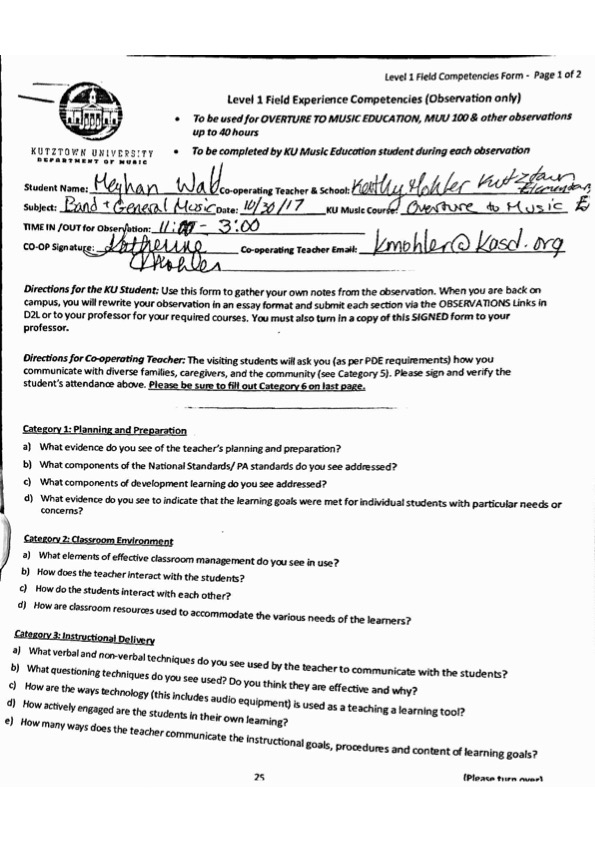 Level 1 Field Competencies Form - Page 1 of 2
Level 1 Field Experience Competencies (Observation only)
• To be used for OVERTURE TO MUSIC EDUCATION, MUU 100 & other observations
up to 40 hours
• To be completed by KU Music Education student during each observation
KUTZTOWN UNIVERSITY
DEPARTMENT OF MUSIC
Student Name: Meghan Wall Co-operating Teacher & School: Kathy Mohler Kutztown Elementary
Subject: Band + General Music Date: 10/30/17 KU Music Course: Overture to Music E
TIME IN /OUT for Observation: 11:00 - 3:00
CO-OP Signature: Katherine Mohler Co-operating Teacher Email: kmohler@kasd.org
Directions for the KU Student: Use this form to gather your own notes from the observation. When you are back on
campus, you will rewrite your observation in an essay format and submit each section via the OBSERVATIONS Links in
D2L or to your professor for your required courses. You must also turn in a copy of this SIGNED form to your
professor.
Directions for Co-operating Teacher: The visiting students will ask you (as per PDE requirements) how you
communicate with diverse families, caregivers, and the community (see Category 5). Please sign and verify the
student's attendance above. Please be sure to fill out Category 6 on last page.
Category 1: Planning and Preparation
a) What evidence do you see of the teacher's planning and preparation?
b) What components of the National Standards/ PA standards do you see addressed?
c) What components of development learning do you see addressed?
d) What evidence do you see to indicate that the learning goals were met for individual students with particular needs or
concerns?
Category 2: Classroom Environment
a) What elements of effective classroom management do you see in use?
b) How does the teacher interact with the students?
c) How do the students interact with each other?
d) How are classroom resources used to accommodate the various needs of the learners?
Category 3: Instructional Delivery
a) What verbal and non-verbal techniques do you see used by the teacher to communicate with the students?
b) What questioning techniques do you see used? Do you think they are effective and why?
c) How are the ways technology (this includes audio equipment) is used as a teaching a learning tool?
d) How actively engaged are the students in their own learning?
e) How many ways does the teacher communicate the instructional goals, procedures and content of learning goals?
25
(Please turn over)